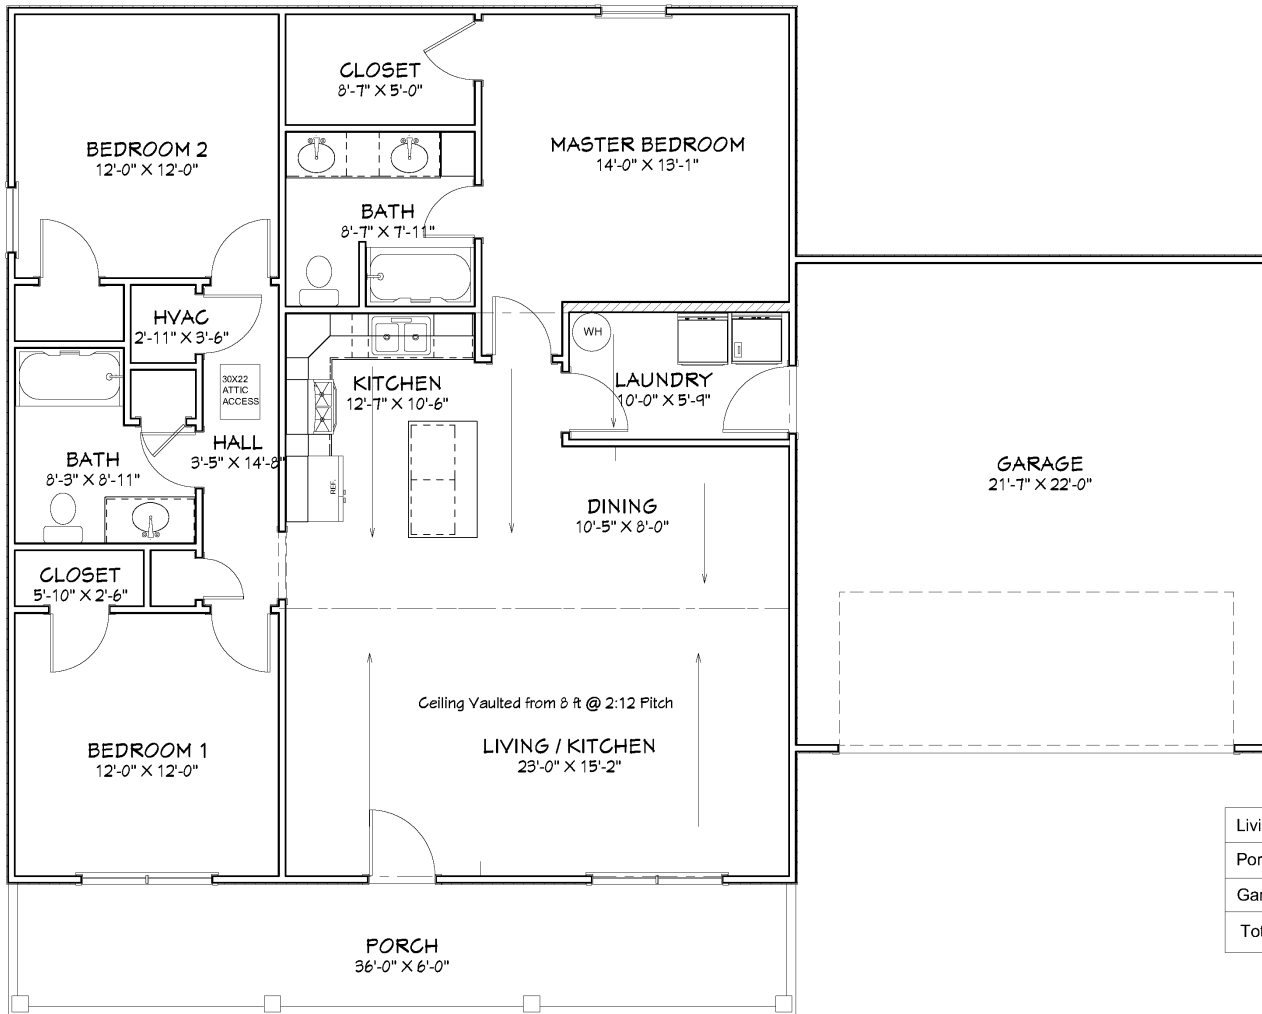 CLOSET
8'-7" X 5'-0"
BEDROOM 2
12'-0" X 12'-0"
MASTER BEDROOM
14'-0" X 13'-1"
BATH
8'-7" X 7'-11"
HVAC
2'-11" X 3'-6"
WH
30X22
ATTIC
ACCESS
KITCHEN
12'-7" X 10'-6"
LAUNDRY
10'-0" X 5'-9"
HALL
3'-5" X 14'-8"
BATH
8'-3" X 8'-11"
REF.
DINING
10'-5" X 8'-0"
GARAGE
21'-7" X 22'-0"
CLOSET
5'-10" X 2'-6"
Ceiling Vaulted from 8 ft @ 2:12 Pitch
LIVING / KITCHEN
23'-0" X 15'-2"
BEDROOM 1
12'-0" X 12'-0"
PORCH
36'-0" X 6'-0"
Livi
Por
Gar
Tot